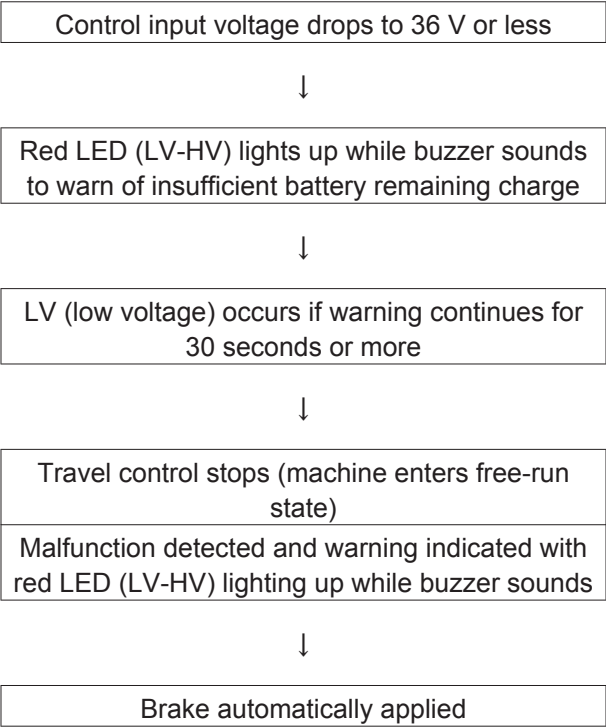 Control input voltage drops to 36 V or less
↓
Red LED (LV-HV) lights up while buzzer sounds
to warn of insufficient battery remaining charge
↓
LV (low voltage) occurs if warning continues for
30 seconds or more
↓
Travel control stops (machine enters free-run
state)
Malfunction detected and warning indicated with
red LED (LV-HV) lighting up while buzzer sounds
↓
Brake automatically applied